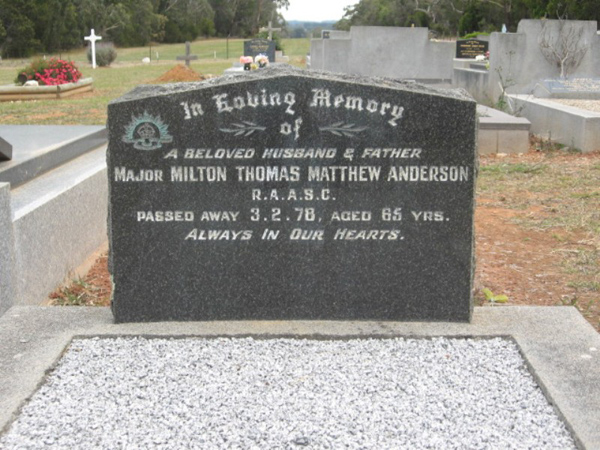 In Loving Memory
of
A BELOVED HUSBAND & FATHER
MAJOR MILTON THOMAS MATTHEW ANDERSON
R.A.A.S.C.
PASSED AWAY 3.2.78, AGED 65 YRS.
ALWAYS IN OUR HEARTS.